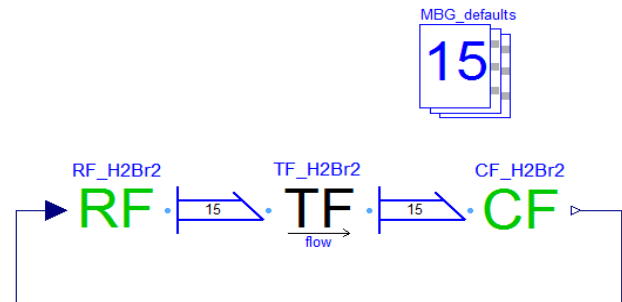 MBG_defaults
15
RF_H2Br2
TF_H2Br2
CF_H2Br2
RF
15
TF
15
CF
flow